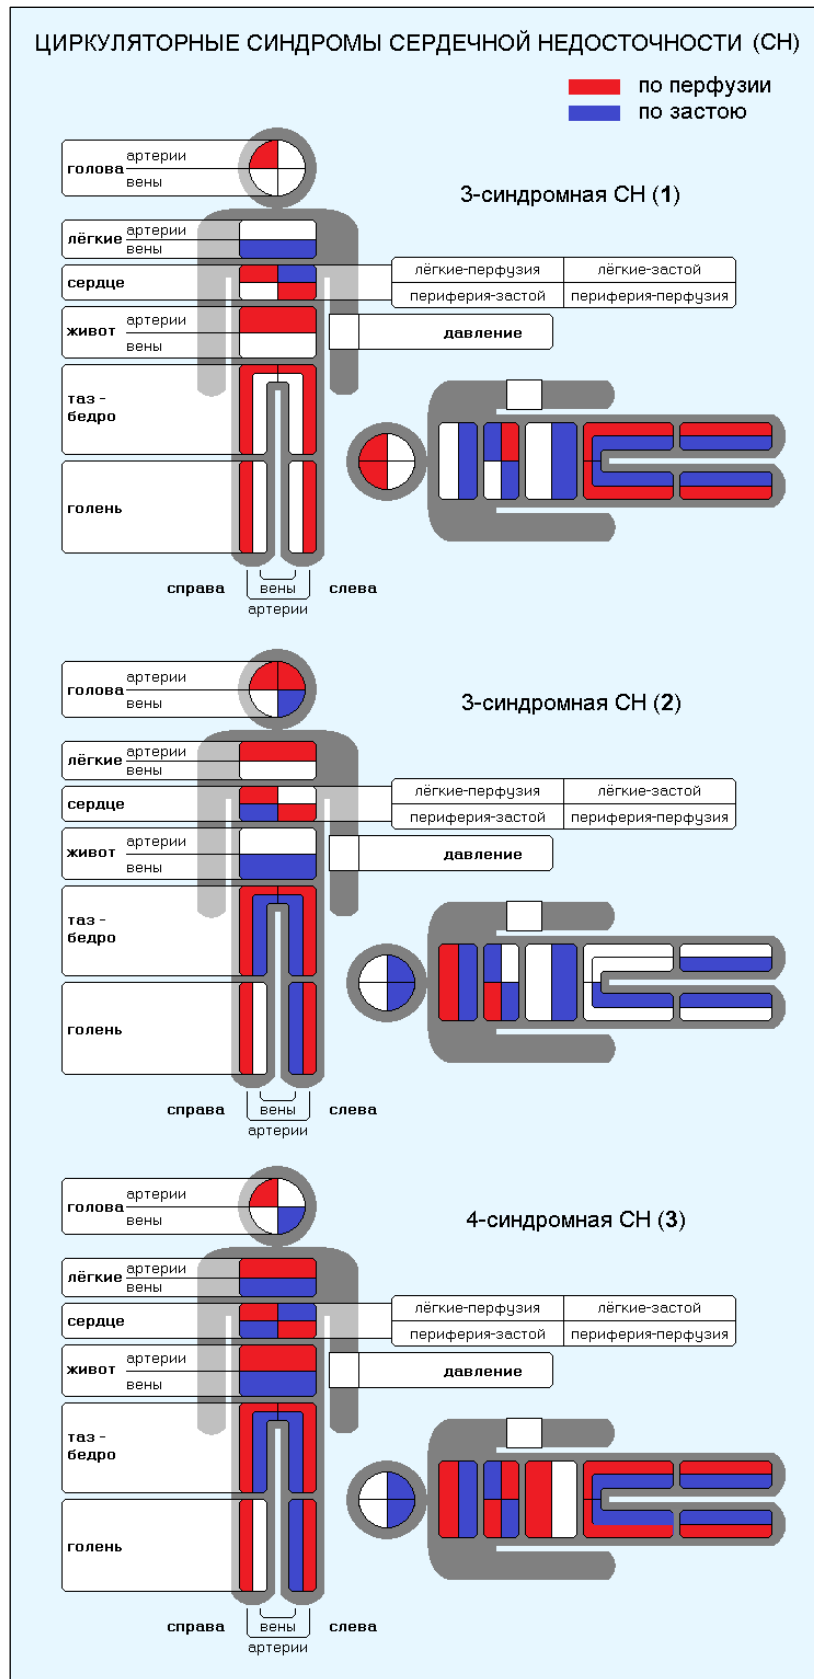 ЦИРКУЛЯТОРНЫЕ СИНДРОМЫ СЕРДЕЧНОЙ НЕДОСТОЧНОСТИ (СН)
по перфузии
по застою
3-синдромная СН (1)
голова
артерии
вены
лёгкие
артерии
вены
сердце
лёгкие-перфузия
лёгкие-застой
периферия-застой
периферия-перфузия
живот
артерии
вены
давление
таз -
бедро
голень
справа
вены
слева
артерии
3-синдромная СН (2)
голова
артерии
вены
лёгкие
артерии
вены
сердце
лёгкие-перфузия
лёгкие-застой
периферия-застой
периферия-перфузия
живот
артерии
вены
давление
таз -
бедро
голень
справа
вены
слева
артерии
4-синдромная СН (3)
голова
артерии
вены
лёгкие
артерии
вены
сердце
лёгкие-перфузия
лёгкие-застой
периферия-застой
периферия-перфузия
живот
артерии
вены
давление
таз -
бедро
голень
справа
вены
слева
артерии